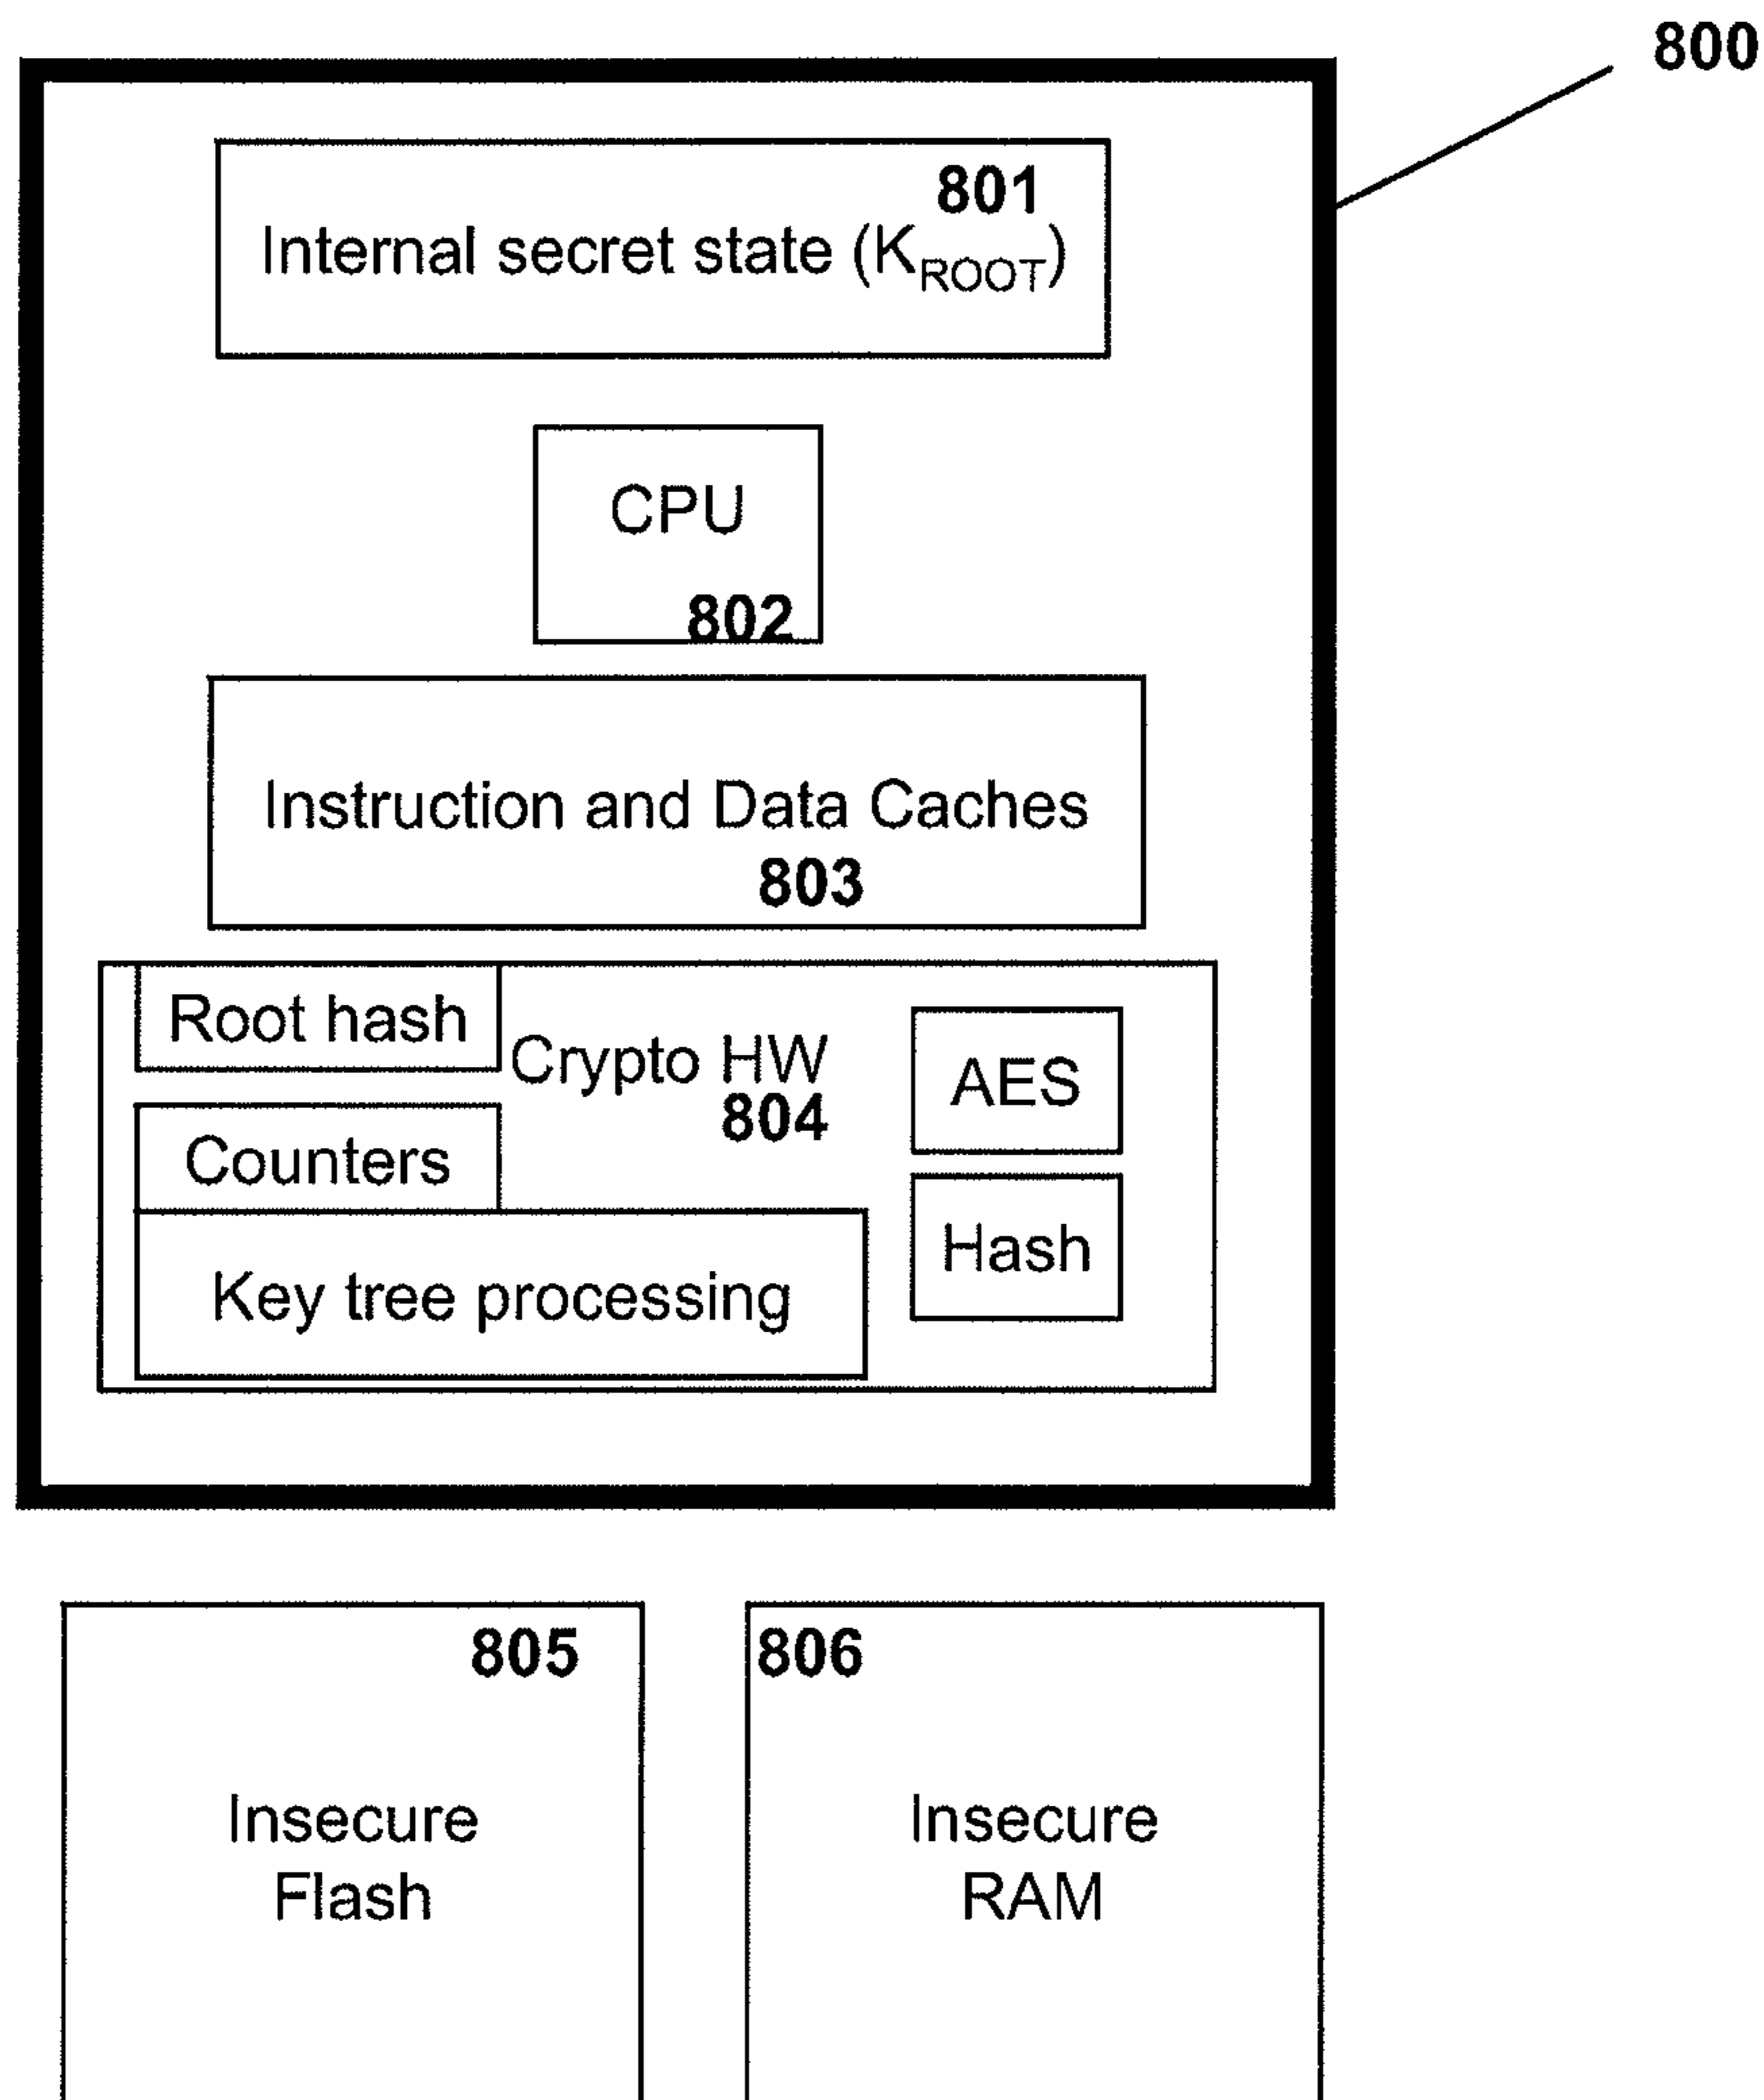 800
801
Internal secret state (K_ROOT)
CPU
802
Instruction and Data Caches
803
Root hash
Crypto HW
804
AES
Counters
Hash
Key tree processing
805
Insecure
Flash
806
Insecure
RAM